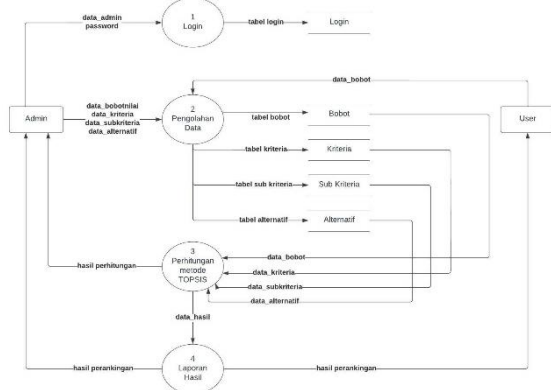 data_admin
password
1
Login
tabel login
Login
data_bobot
Admin
data_bobotnilai
data_kriteria
data_subkriteria
data_alternatif
2
Pengolahan
Data
tabel bobot
Bobot
User
tabel kriteria
Kriteria
tabel sub kriteria
Sub Kriteria
tabel alternatif
Alternatif
3
Perhitungan
metode
TOPSIS
data_bobot
data_kriteria
data_subkriteria
data_alternatif
hasil perhitungan
data_hasil
4
Laporan
Hasil
hasil perankingan
hasil perankingan